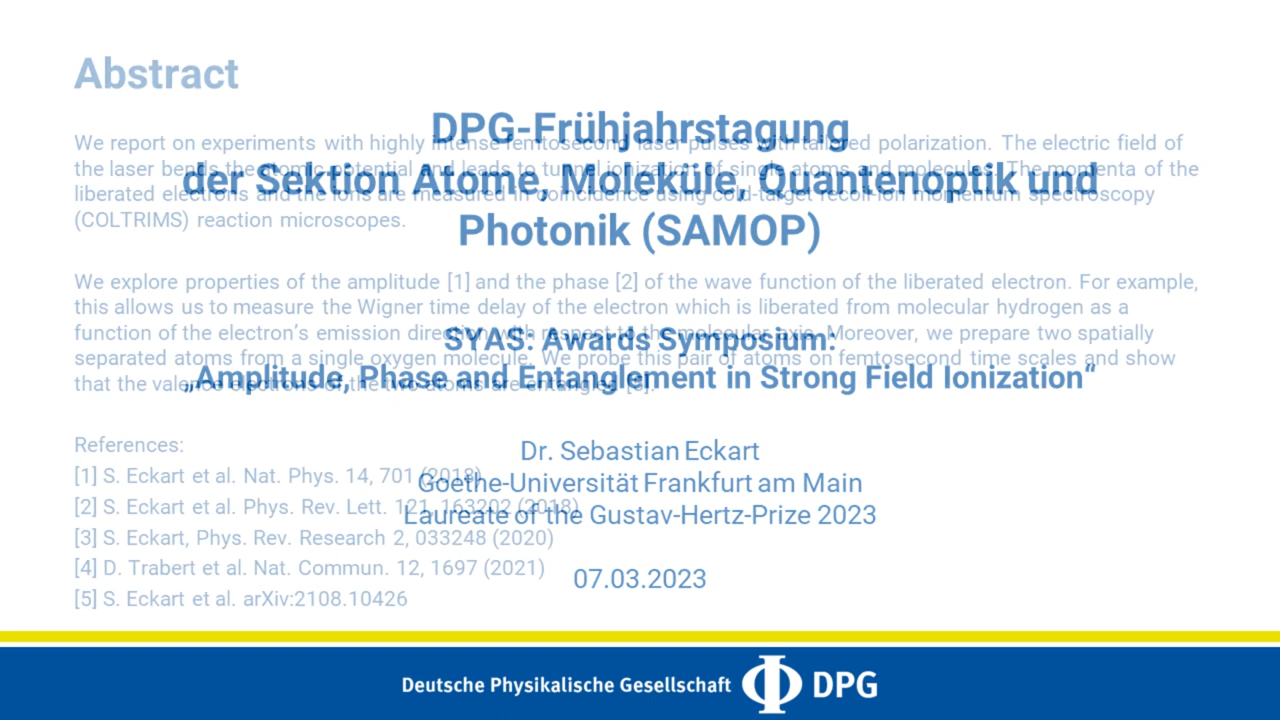 Abstract
We report on experiments with highly intense femtosecond laser pulses with tailored polarization. The electric field of
the laser bends the atomic potential and leads to tunnel ionization of single atoms and molecules. The momenta of the
liberated electrons and the ions are measured in coincidence using cold-target recoil-ion momentum spectroscopy
(COLTRIMS) reaction microscopes.
We explore properties of the amplitude [1] and the phase [2] of the wave function of the liberated electron. For example,
this allows us to measure the Wigner time delay of the electron which is liberated from molecular hydrogen as a
function of the electron’s emission direction with respect to the molecular axis. Moreover, we prepare two spatially
separated atoms from a single oxygen molecule. We probe this pair of atoms on femtosecond time scales and show
that the valence electrons of the two atoms are entangled [5].
References:
[1] S. Eckart et al. Nat. Phys. 14, 701 (2018)
[2] S. Eckart et al. Phys. Rev. Lett. 121, 163202 (2018)
[3] S. Eckart, Phys. Rev. Research 2, 033248 (2020)
[4] D. Trabert et al. Nat. Commun. 12, 1697 (2021)
[5] S. Eckart et al. arXiv:2108.10426
DPG-Frühjahrstagung
der Sektion Atome, Moleküle, Quantenoptik und
Photonik (SAMOP)
SYAS: Awards Symposium:
„Amplitude, Phase and Entanglement in Strong Field Ionization“
Dr. Sebastian Eckart
Goethe-Universität Frankfurt am Main
Laureate of the Gustav-Hertz-Prize 2023
07.03.2023
Deutsche Physikalische Gesellschaft DPG